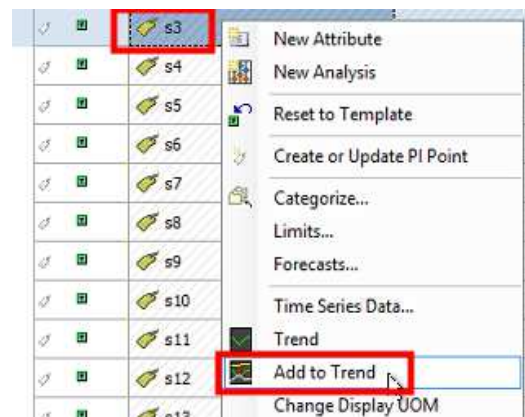 s3
s4
s5
s6
s7
s8
s9
s10
s11
s12
s13
New Attribute
New Analysis
Reset to Template
Create or Update PI Point
Categorize...
Limits...
Forecasts...
Time Series Data...
Trend
Add to Trend
Change Display UOM